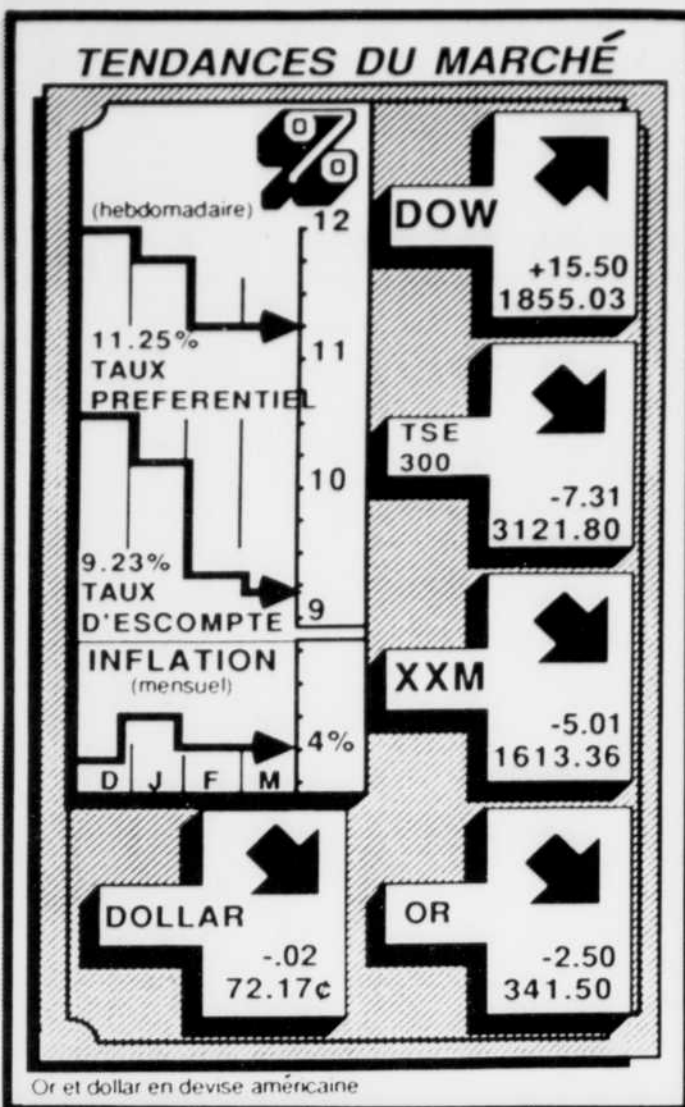 TENDANCES DU MARCHÉ
%
(hebdomadaire)
12
11.25%
TAUX
PREFERENTIEL
11
10
9.23%
TAUX
D'ESCOMPTE
9
INFLATION
(mensuel)
4%
D J F M
DOW
+15.50
1855.03
TSE
300
-7.31
3121.80
XXM
-5.01
1613.36
DOLLAR
-.02
72.17¢
OR
-2.50
341.50
Or et dollar en devise américaine